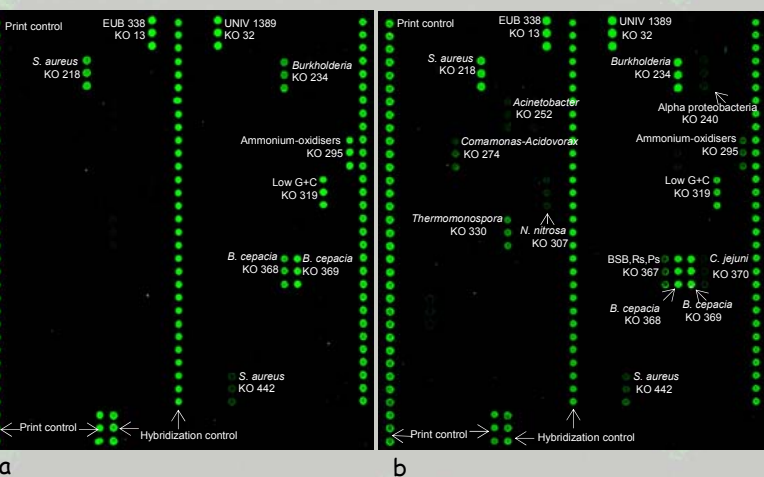 Print control
EUB 338
KO 13
UNIV 1389
KO 32
S. aureus
KO 218
Burkholderia
KO 234
Ammonium-oxidisers
KO 295
Low G+C
KO 319
B. cepacia
KO 368
B. cepacia
KO 369
S. aureus
KO 442
Print control
Hybridization control
a
Print control
EUB 338
KO 13
UNIV 1389
KO 32
S. aureus
KO 218
Burkholderia
KO 234
Acinetobacter
KO 252
Alpha proteobacteria
KO 240
Comamonas-Acidovorax
KO 274
Ammonium-oxidisers
KO 295
Low G+C
KO 319
Thermomonospora
KO 330
N. nitrosa
KO 307
BSB,Rs,Ps
KO 367
C. jejuni
KO 370
B. cepacia
KO 368
B. cepacia
KO 369
S. aureus
KO 442
Print control
Hybridization control
b